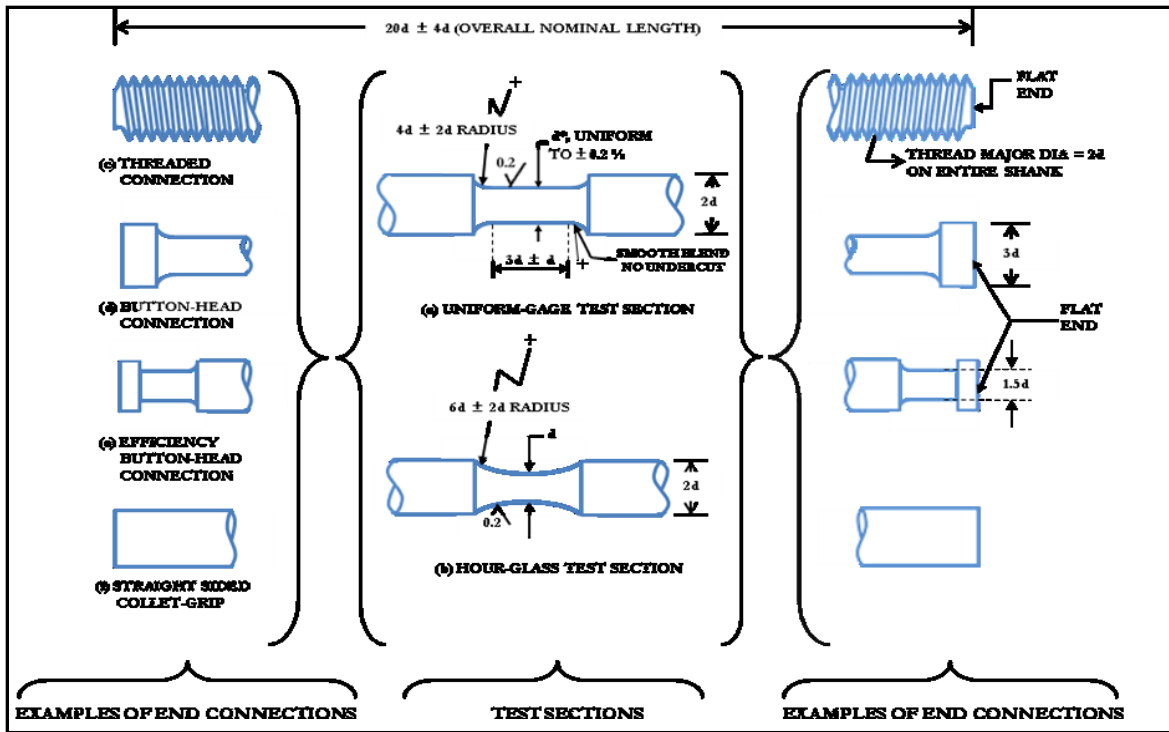 20d ± 4d (OVERALL NOMINAL LENGTH)
(c) THREADED
CONNECTION
(d) BUTTON-HEAD
CONNECTION
(e) EFFICIENCY
BUTTON-HEAD
CONNECTION
(f) STRAIGHT SIDED
COLLET-GRIP
EXAMPLES OF END CONNECTIONS
4d ± 2d RADIUS
d*, UNIFORM
TO ± 0.2 %
0.2
2d
3d ± d
SMOOTH BLEND
NO UNDERCUT
(a) UNIFORM-GAGE TEST SECTION
6d ± 2d RADIUS
d
2d
0.2
(b) HOUR-GLASS TEST SECTION
TEST SECTIONS
FLAT
END
THREAD MAJOR DIA = 2d
ON ENTIRE SHANK
3d
FLAT
END
1.5d
EXAMPLES OF END CONNECTIONS